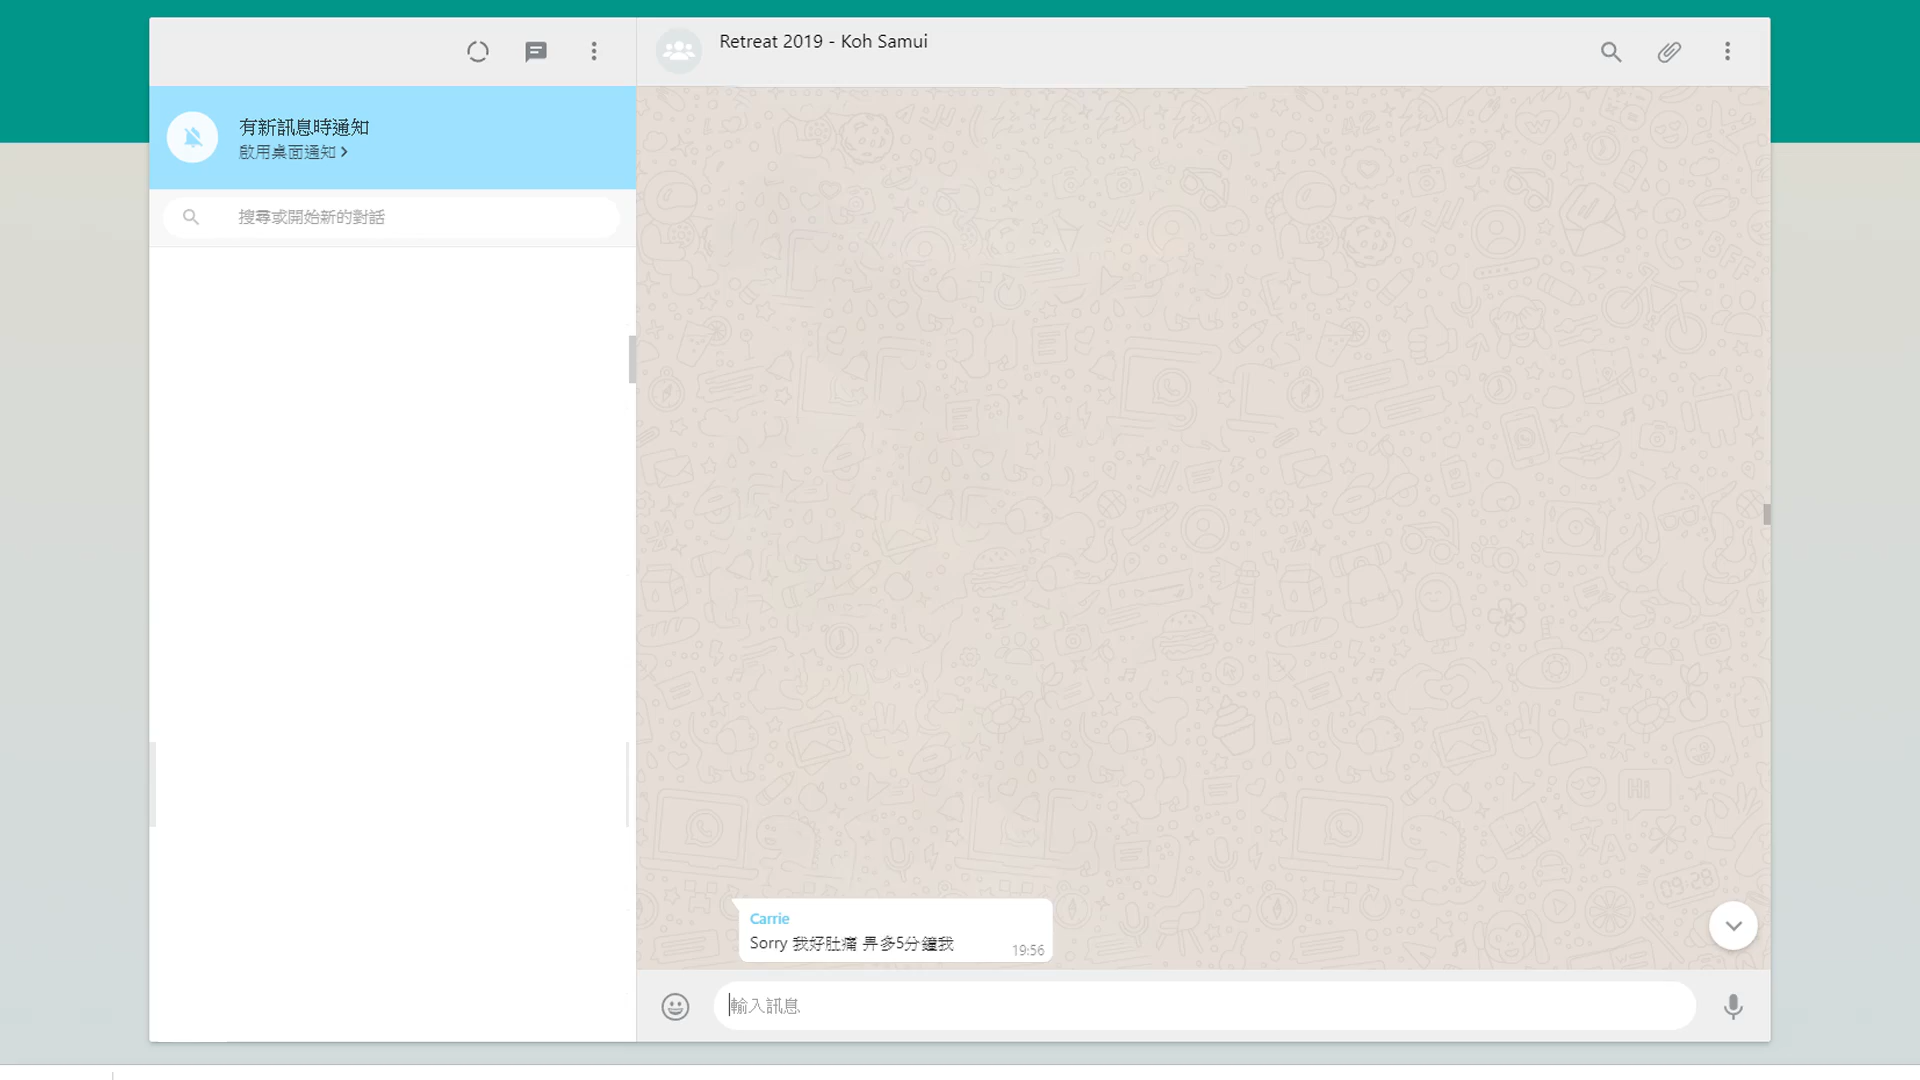 Retreat 2019 - Koh Samui
有新訊息時通知
啟用桌面通知
搜尋或開始新的對話
Carrie
Sorry 我好肚痛 畀多5分鐘我
19:56
輸入訊息